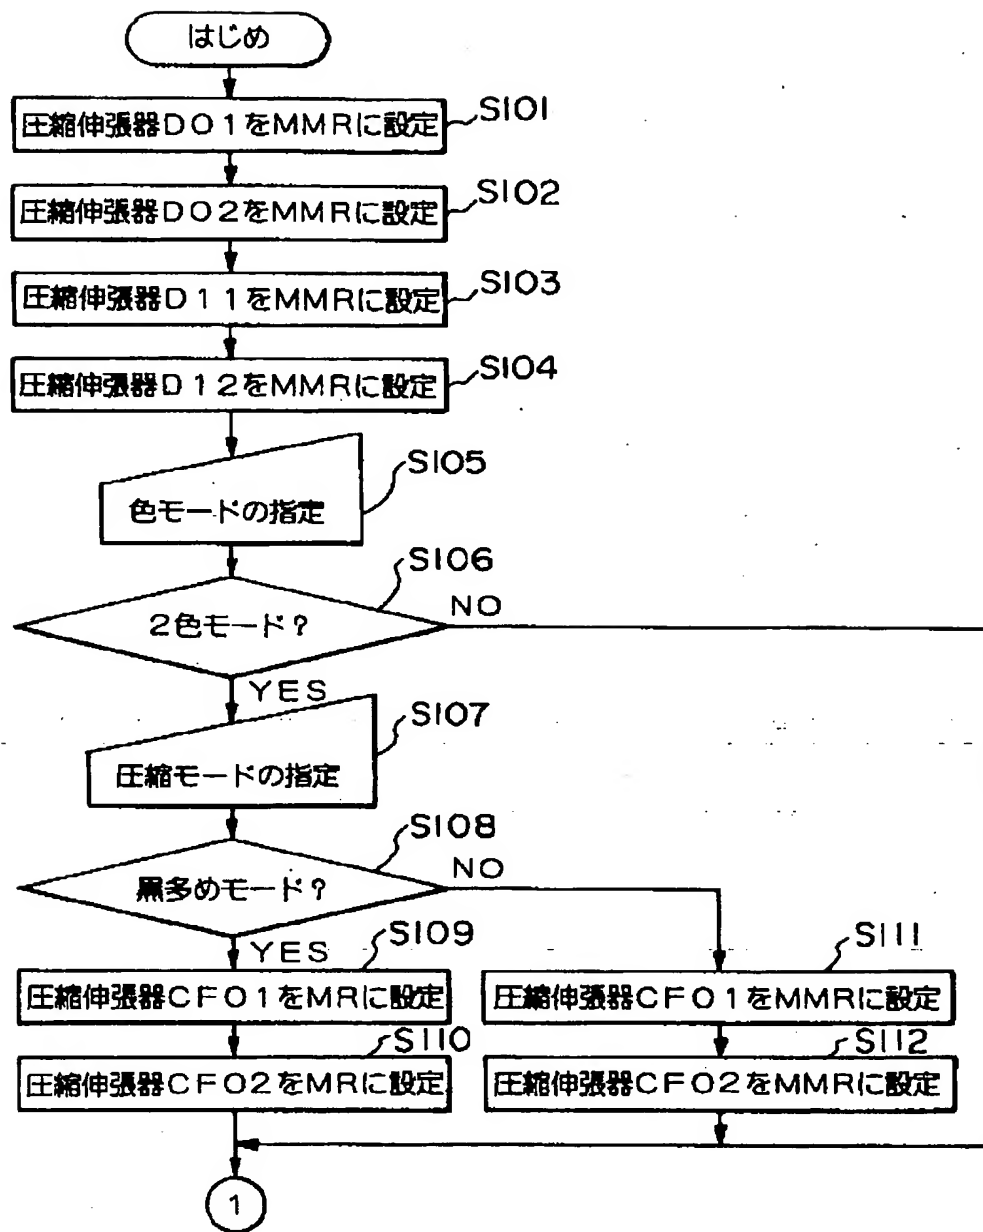 はじめ
圧縮伸張器D01をMMRに設定
S101
圧縮伸張器D02をMMRに設定
S102
圧縮伸張器D11をMMRに設定
S103
圧縮伸張器D12をMMRに設定
S104
色モードの指定
S105
2色モード?
S106
NO
YES
圧縮モードの指定
S107
黒多めモード?
S108
NO
YES
圧縮伸張器CF01をMRに設定
S109
圧縮伸張器CF01をMMRに設定
S111
圧縮伸張器CF02をMRに設定
S110
圧縮伸張器CF02をMMRに設定
S112
1